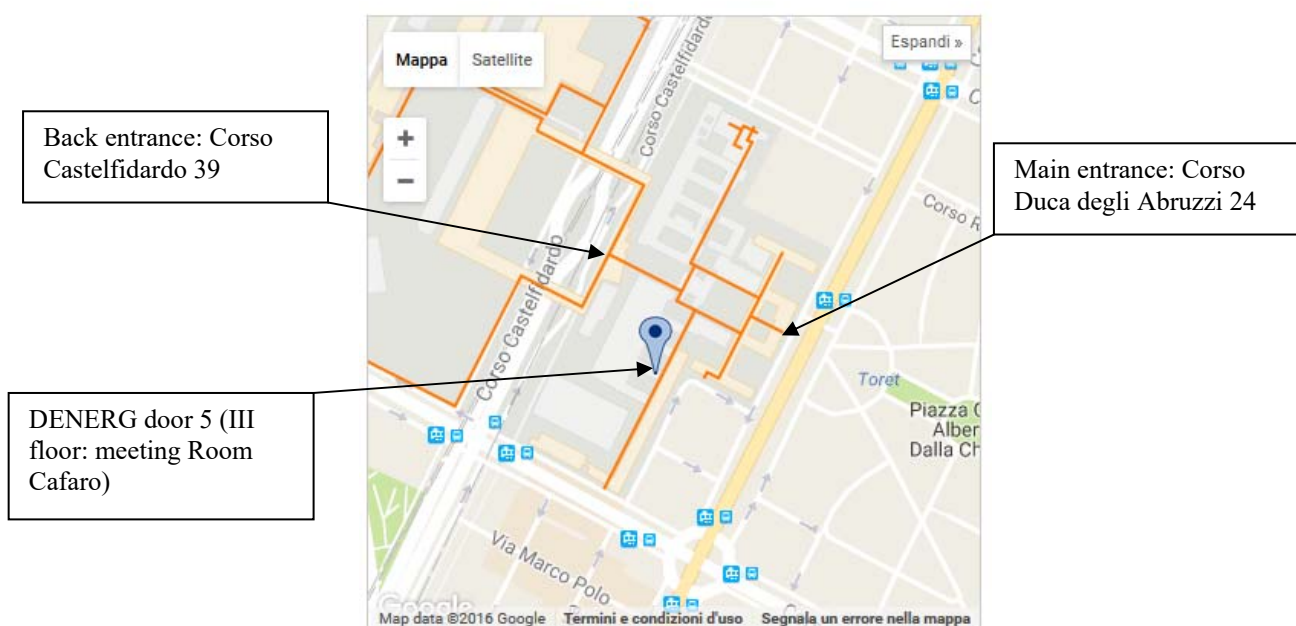 Mappa
Satellite
Espandi »
Corso Castelfidardo
Corso Castelfidardo
+
−
Back entrance: Corso
Castelfidardo 39
Main entrance: Corso
Duca degli Abruzzi 24
Corso R
Corso Castelfidardo
Toret
Piazza C
Alber
Dalla Ch
DENERG door 5 (III
floor: meeting Room
Cafaro)
Via Marco Polo
Google
Map data ©2016 Google
Termini e condizioni d'uso
Segnala un errore nella mappa